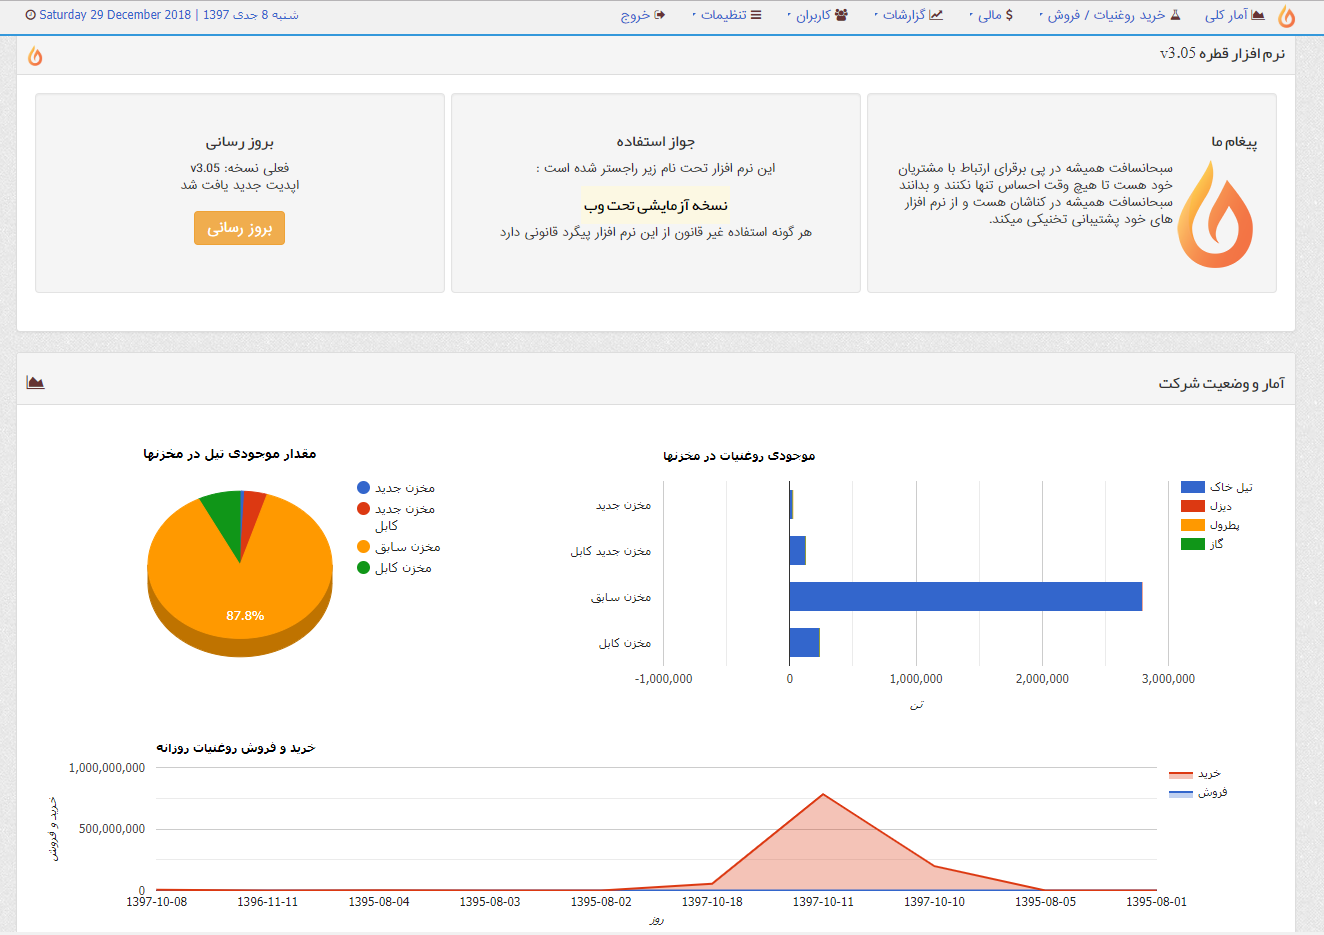 آمار کلی
خرید روغنیات / فروش
مالی
گزارشات
کاربران
تنظیمات
خروج
شنبه 8 جدی 1397 | Saturday 29 December 2018
نرم افزار قطره v3.05
پیغام ما
سبحانسافت همیشه در پی برقرای ارتباط با مشتریان
خود هست تا هیچ وقت احساس تنها نکنند و بدانند
سبحانسافت همیشه در کناشان هست و از نرم افزار
های خود پشتیبانی تخنیکی میکند.
جواز استفاده
این نرم افزار تحت نام زیر راجستر شده است :
نسخه آزمایشی تحت وب
هر گونه استفاده غیر قانون از این نرم افزار پیگرد قانونی دارد
بروز رسانی
فعلی نسخه: v3.05
اپدیت جدید یافت شد
بروز رسانی
آمار و وضعیت شرکت
موجودی روغنیات در مخزنها
تیل خاک
دیزل
پطرول
گاز
مخزن جدید
مخزن جدید کابل
مخزن سابق
مخزن کابل
-1,000,000
0
1,000,000
2,000,000
3,000,000
تن
مقدار موجودی تیل در مخزنها
مخزن جدید
مخزن جدید
کابل
مخزن سابق
مخزن کابل
87.8%
خرید و فروش روغنیات روزانه
خرید
فروش
خرید و فروش
1,000,000,000
500,000,000
0
1397-10-08
1396-11-11
1395-08-04
1395-08-03
1395-08-02
1397-10-18
1397-10-11
1397-10-10
1395-08-05
1395-08-01
روز